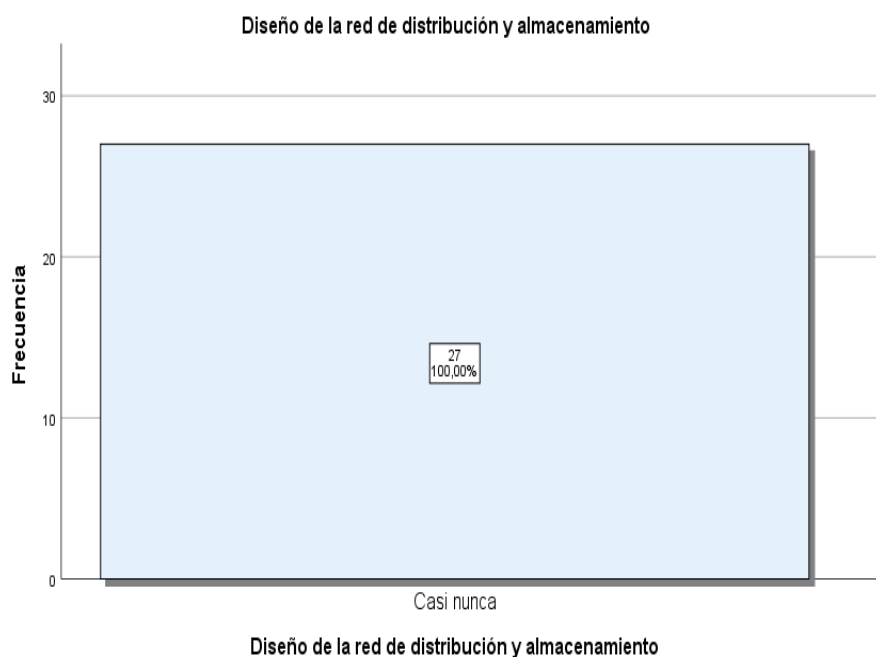 Diseño de la red de distribución y almacenamiento
30
20
10
0
Frecuencia
27
100,00%
Casi nunca
Diseño de la red de distribución y almacenamiento